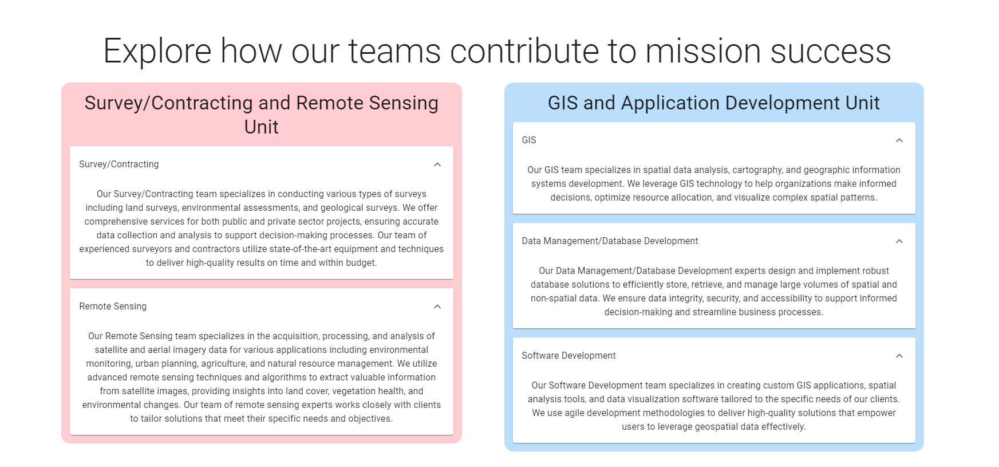 Explore how our teams contribute to mission success
Survey/Contracting and Remote Sensing
Unit
Survey/Contracting
Our Survey/Contracting team specializes in conducting various types of surveys
including land surveys, environmental assessments, and geological surveys. We offer
comprehensive services for both public and private sector projects, ensuring accurate
data collection and analysis to support decision-making processes. Our team of
experienced surveyors and contractors utilize state-of-the-art equipment and techniques
to deliver high-quality results on time and within budget.
Remote Sensing
Our Remote Sensing team specializes in the acquisition, processing, and analysis of
satellite and aerial imagery data for various applications including environmental
monitoring, urban planning, agriculture, and natural resource management. We utilize
advanced remote sensing techniques and algorithms to extract valuable information
from satellite images, providing insights into land cover, vegetation health, and
environmental changes. Our team of remote sensing experts works closely with clients
to tailor solutions that meet their specific needs and objectives.
GIS and Application Development Unit
GIS
Our GIS team specializes in spatial data analysis, cartography, and geographic information
systems development. We leverage GIS technology to help organizations make informed
decisions, optimize resource allocation, and visualize complex spatial patterns.
Data Management/Database Development
Our Data Management/Database Development experts design and implement robust
database solutions to efficiently store, retrieve, and manage large volumes of spatial and
non-spatial data. We ensure data integrity, security, and accessibility to support informed
decision-making and streamline business processes.
Software Development
Our Software Development team specializes in creating custom GIS applications, spatial
analysis tools, and data visualization software tailored to the specific needs of our clients.
We use agile development methodologies to deliver high-quality solutions that empower
users to leverage geospatial data effectively.